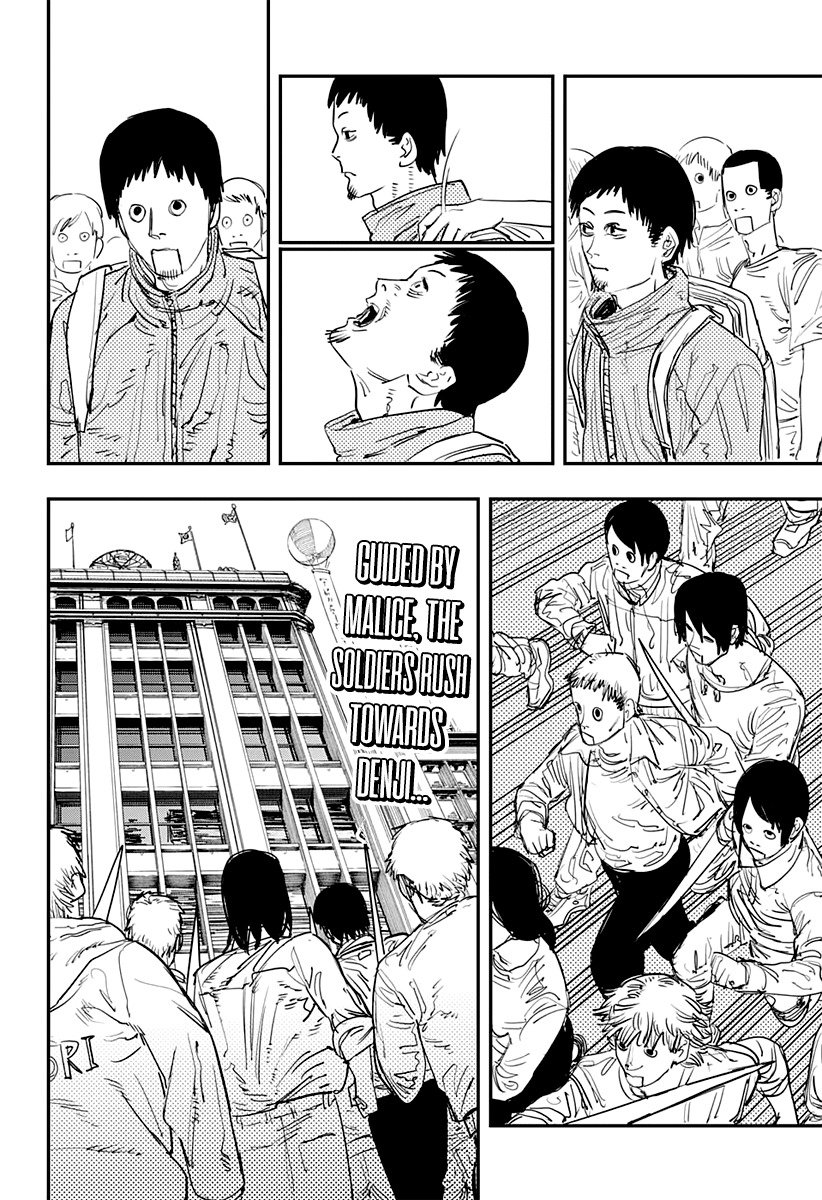 GUIDED BY
MALICE, THE
SOLDIERS RUSH
TOWARDS
DENJI...
ORI